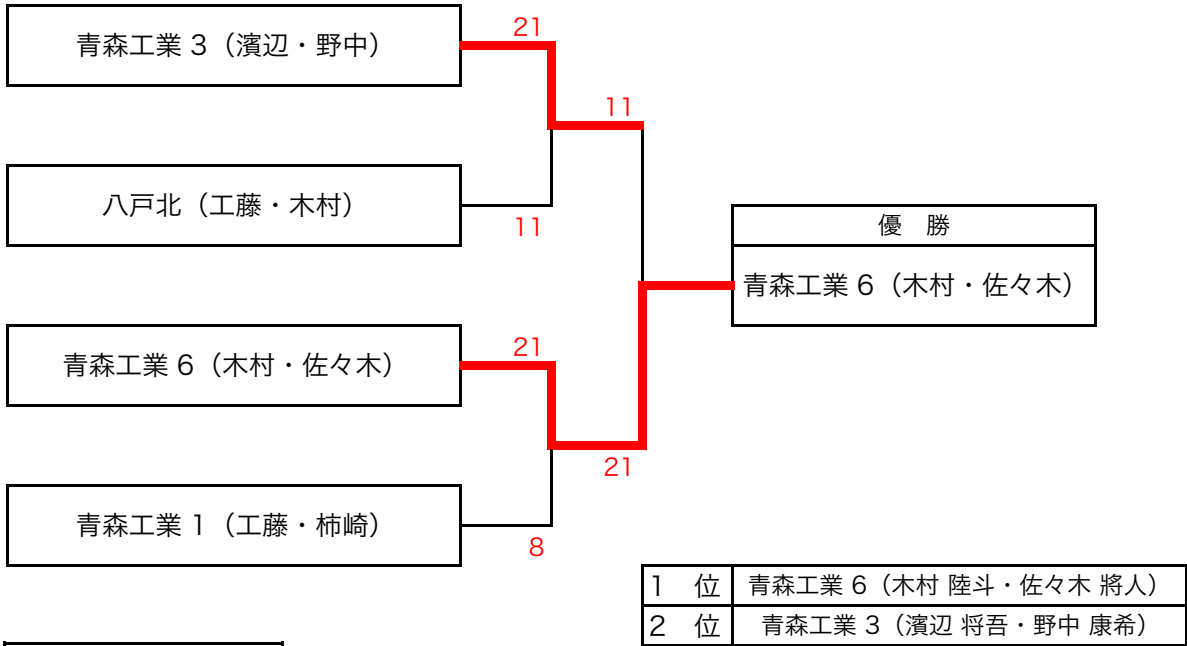 青森工業 3（濱辺・野中）
21
11
八戸北（工藤・木村）
11
優　勝
青森工業 6（木村・佐々木）
青森工業 6（木村・佐々木）
21
21
青森工業 1（工藤・柿崎）
8
1　位 青森工業 6（木村 陸斗・佐々木 將人）
2　位 青森工業 3（濱辺 将吾・野中 康希）